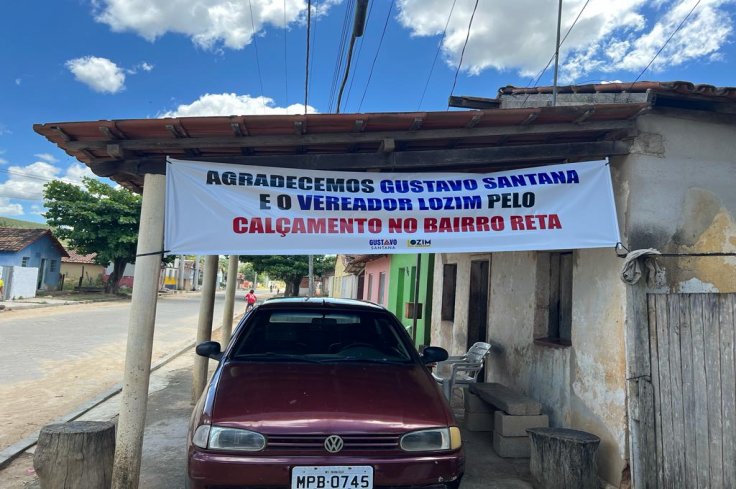 AGRADECEMOS GUSTAVO SANTANA
E O VEREADOR LOZIM PELO
CALÇAMENTO NO BAIRRO RETA
GUSTAVO
SANTANA
LOZIM
MPB·0745